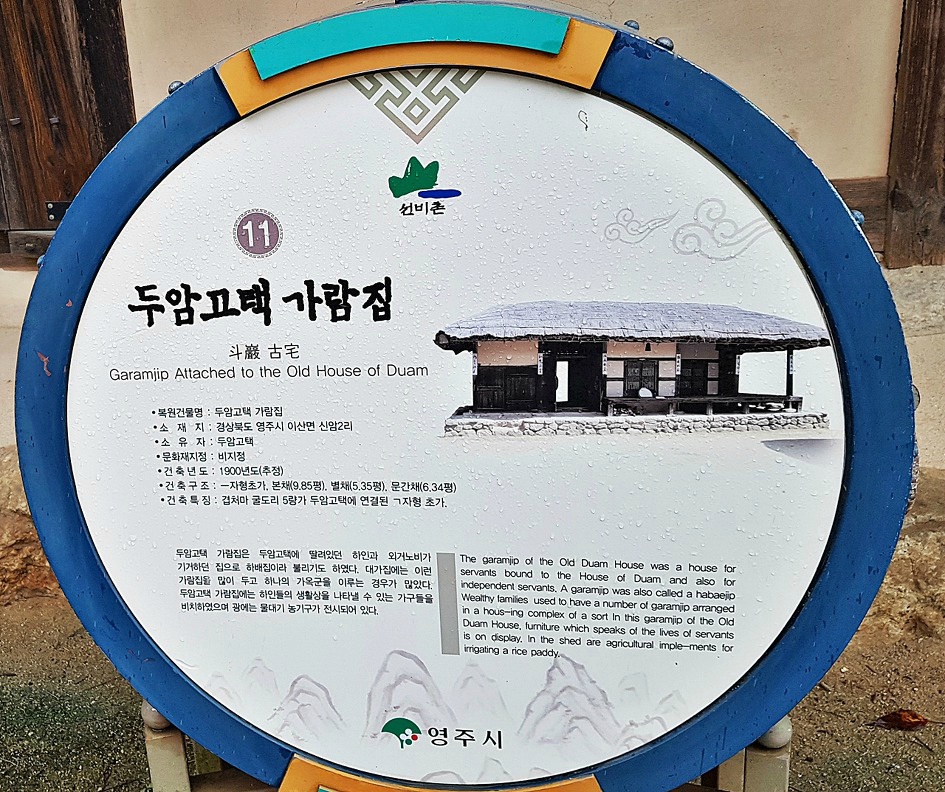 선비촌
11
두암고택 가람집
斗巖 古宅
Garamjip Attached to the Old House of Duam
•복원건물명 : 두암고택 가람집
•소 재 지 : 경상북도 영주시 이산면 신암2리
•소 유 자 : 두암고택
•문화재지정 : 비지정
•건축년도 : 1900년도(추정)
•건축구조 : ㅡ자형초가, 본채(9.85평), 별채(5.35평), 문간채(6.34평)
•건축특징 : 겹처마 굴도리 5량가 두암고택에 연결된 ㄱ자형 초가.
두암고택 가람집은 두암고택에 딸려있던 하인과 외거노비가
기거하던 집으로 하배집이라 불리기도 하였다. 대가집에는 이런
가람집을 많이 두고 하나의 가옥군을 이루는 경우가 많았다.
두암고택 가람집에는 하인들의 생활상을 나타낼 수 있는 가구들을
비치하였으며 광에는 물대기 농기구가 전시되어 있다.
The garamjip of the Old Duam House was a house for
servants bound to the House of Duam and also for
independent servants. A garamjip was also called a habaejip
Wealthy families used to have a number of garamjip arranged
in a hous-ing complex of a sort In this garamjip of the Old
Duam House, furniture which speaks of the lives of servants
is on display. In the shed are agricultural imple-ments for
irrigating a rice paddy.
영주시